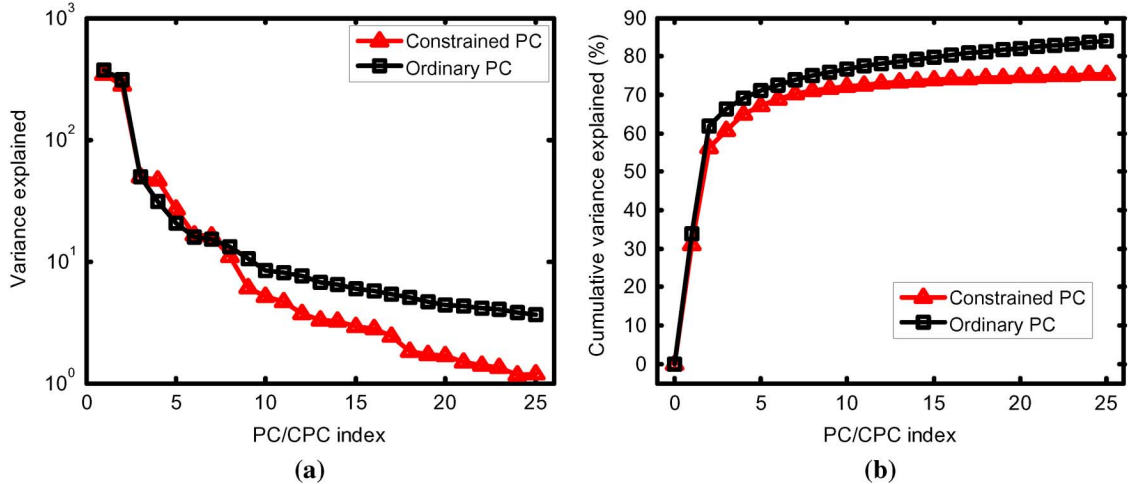 10³
10²
10¹
10⁰
Variance explained
Constrained PC
Ordinary PC
0 5 10 15 20 25
PC/CPC index
(a)
90
80
70
60
50
40
30
20
10
0
Cumulative variance explained (%)
Constrained PC
Ordinary PC
0 5 10 15 20 25
PC/CPC index
(b)